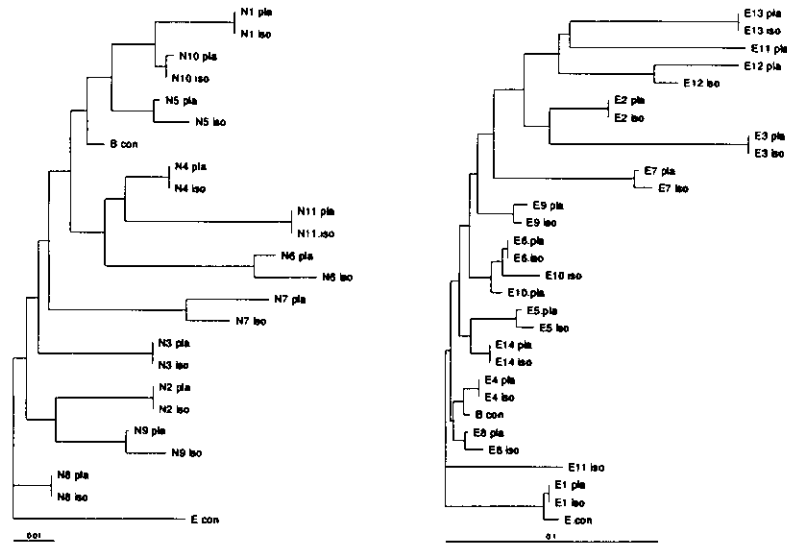 N1 pla
N1 iso
N10 pla
N10 iso
N5 pla
N5 iso
B con
N4 pla
N4 iso
N11 pla
N11.iso
N6 pla
N6 iso
N7 pla
N7 iso
N3 pla
N3 iso
N2 pla
N2 iso
N9 pla
N9 iso
N8 pla
N8 iso
E con
0.01
E13 pla
E13 iso
E11 pla
E12 pla
E12 iso
E2 pla
E2 iso
E3 pla
E3 iso
E7 pla
E7 iso
E9 pla
E9 iso
E6.pla
E6.iso
E10 iso
E10.pla
E5.pla
E5 iso
E14 pla
E14 iso
E4 pla
E4 iso
B con
E8 pla
E8 iso
E11 iso
E1 pla
E1 iso
E.con
0.1